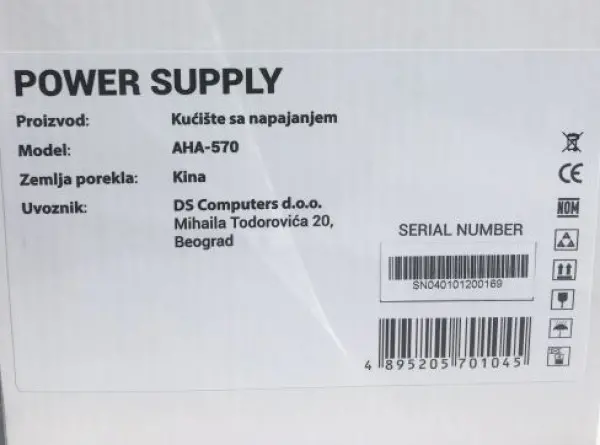 POWER SUPPLY
Proizvod: Kućište sa napajanjem
Model: AHA-570
Zemlja porekla: Kina
Uvoznik: DS Computers d.o.o.
Mihaila Todorovića 20,
Beograd
SERIAL NUMBER
SN040101200169
4 895205 701045
CE
NOM